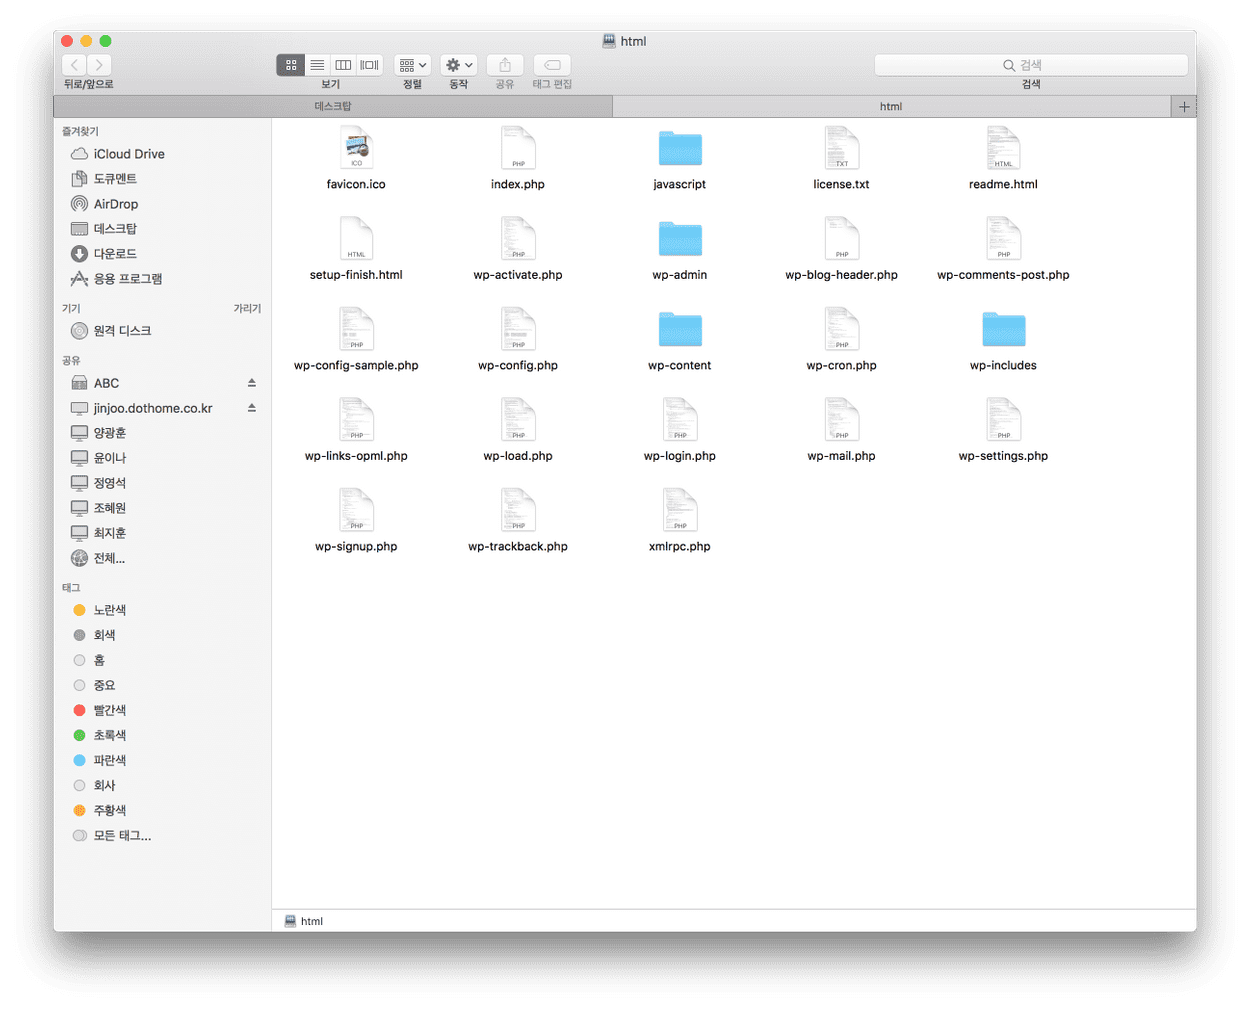 html
뒤로/앞으로
보기
정렬
동작
공유
태그 편집
검색
검색
데스크탑
html
즐겨찾기
iCloud Drive
도큐멘트
AirDrop
데스크탑
다운로드
응용 프로그램
기기
가리기
원격 디스크
공유
ABC
jinjoo.dothome.co.kr
양광훈
윤이나
정영석
조혜원
최지훈
전체...
태그
노란색
회색
홈
중요
빨간색
초록색
파란색
회사
주황색
모든 태그...
ICO
PHP
TXT
HTML
favicon.ico
index.php
javascript
license.txt
readme.html
HTML
PHP
PHP
PHP
setup-finish.html
wp-activate.php
wp-admin
wp-blog-header.php
wp-comments-post.php
PHP
PHP
PHP
wp-config-sample.php
wp-config.php
wp-content
wp-cron.php
wp-includes
PHP
PHP
PHP
PHP
PHP
wp-links-opml.php
wp-load.php
wp-login.php
wp-mail.php
wp-settings.php
PHP
PHP
PHP
wp-signup.php
wp-trackback.php
xmlrpc.php
html